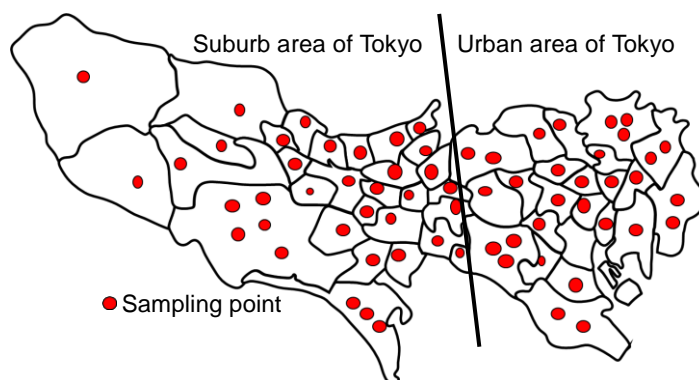 Suburb area of Tokyo
Urban area of Tokyo
Sampling point